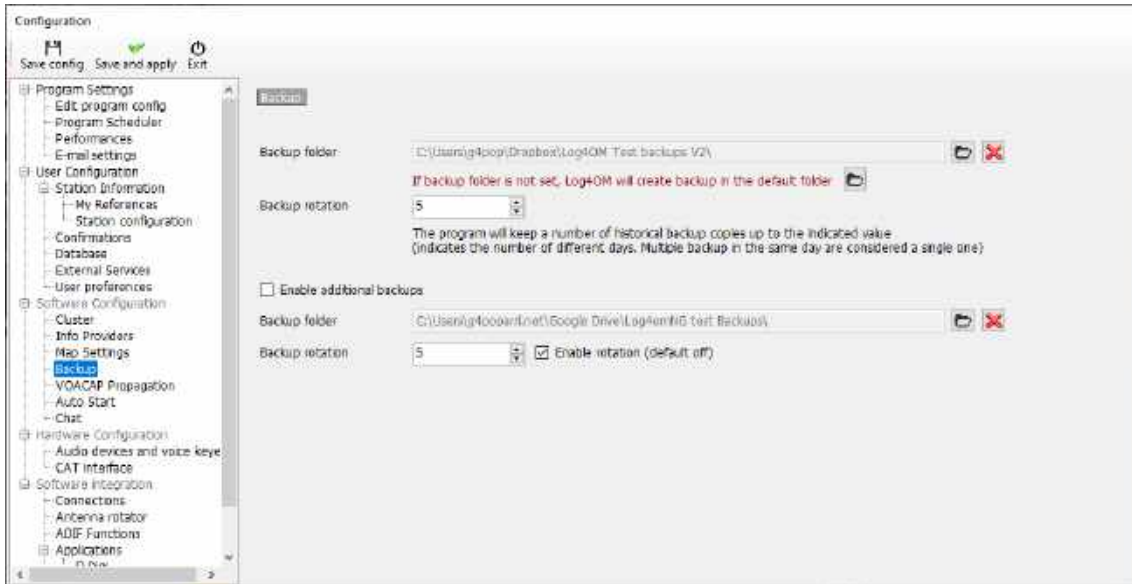 Configuration
Save config Save and apply Exit
Program Settings
Edit program config
Program Scheduler
Performances
E-mail settings
User Configuration
Station Information
My References
Station configuration
Confirmations
Database
External Services
User preferences
Software Configuration
Cluster
Info Providers
Map Settings
Backup
VOACAP Propagation
Auto Start
Chat
Hardware Configuration
Audio devices and voice keye
CAT interface
Software integration
Connections
Antenna rotator
ADIF Functions
Applications
Backup
Backup folder C:\Users\g4pop\Dropbox\Log4OM Test backups V2\
If backup folder is not set, Log4OM will create backup in the default folder
Backup rotation 5
The program will keep a number of historical backup copies up to the indicated value
(indicates the number of different days. Multiple backup in the same day are considered a single one)
Enable additional backups
Backup folder Drive\Log4omNG test Backups\
Backup rotation 5 Enable rotation (default off)